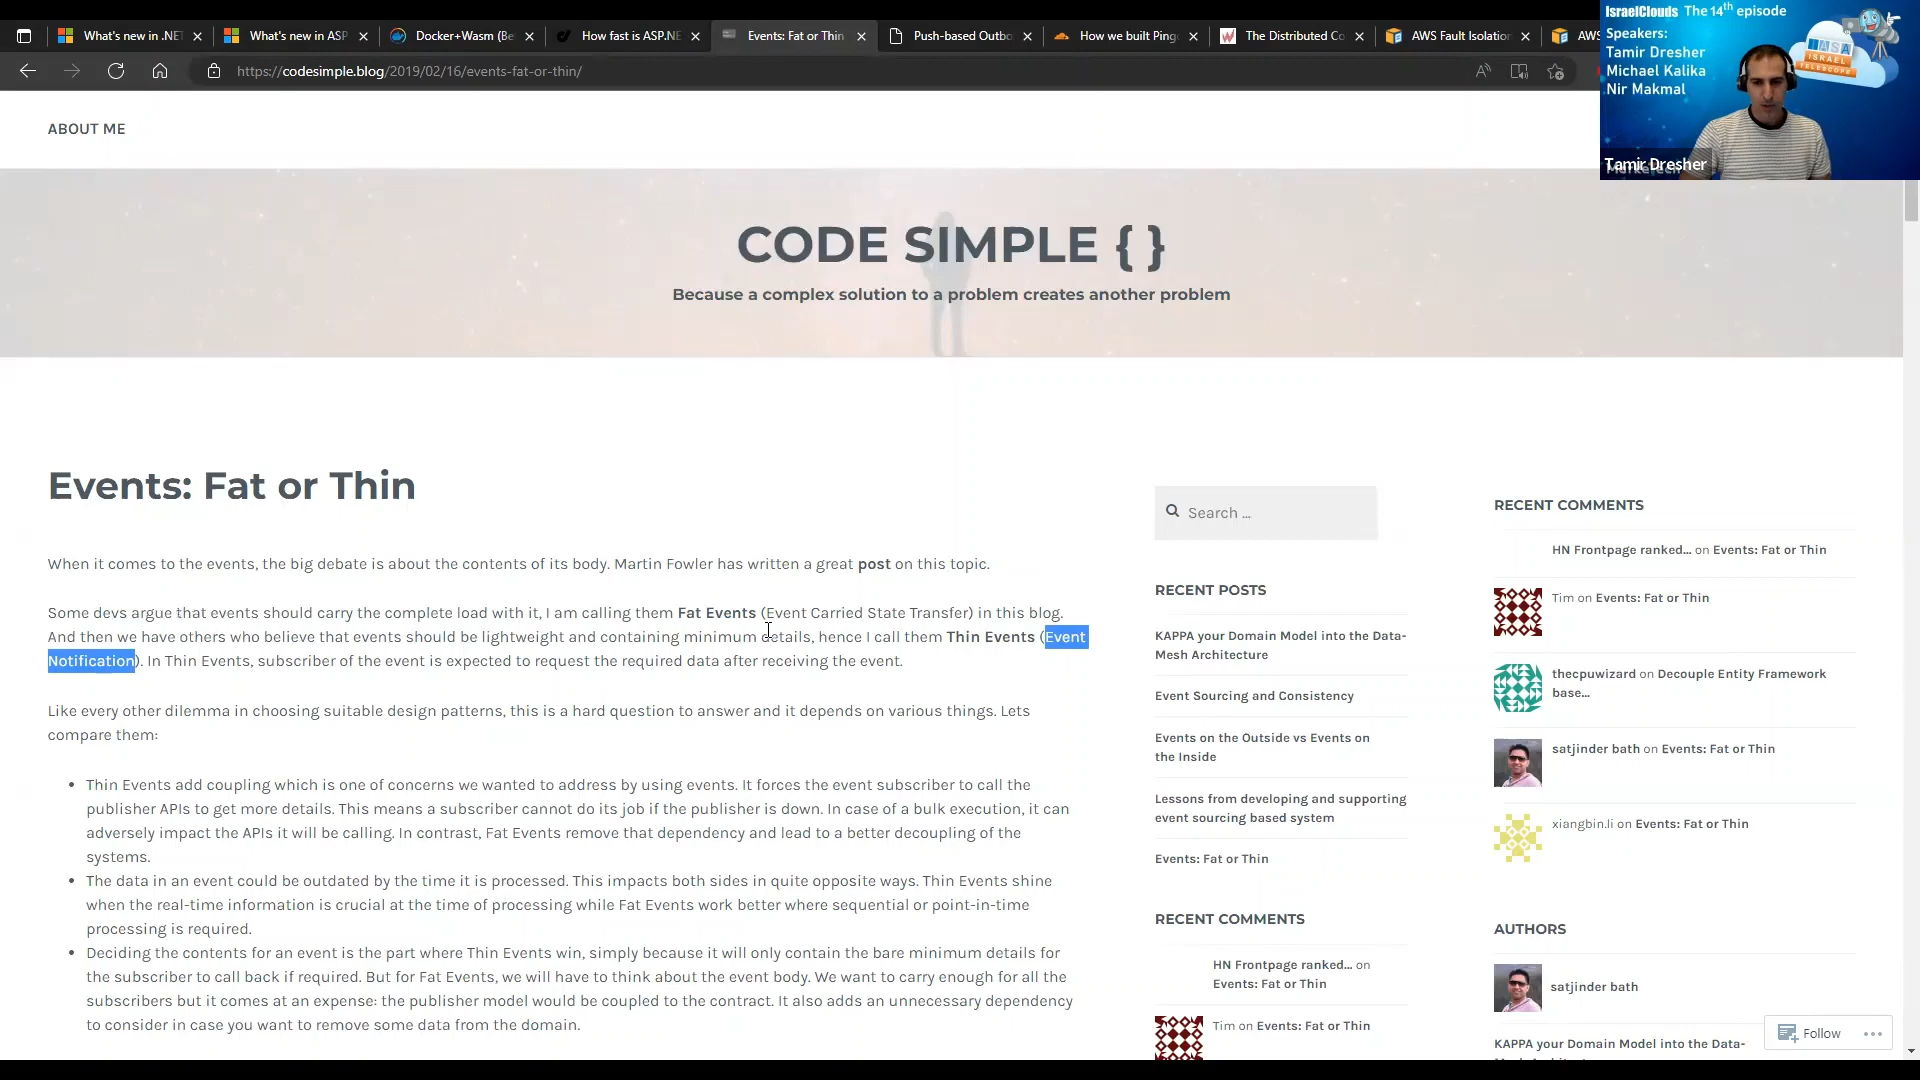 What's new in .NET
What's new in ASP
Docker+Wasm (Be
How fast is ASP.NE
Events: Fat or Thin
Push-based Outbo
How we built Ping
The Distributed Co
AWS Fault Isolation
AWS
https://codesimple.blog/2019/02/16/events-fat-or-thin/
IsraelClouds The 14th episode
Speakers:
Tamir Dresher
Michael Kalika
Nir Makmal
IASA
ISRAEL
Tamir Dresher
ABOUT ME
CODE SIMPLE { }
Because a complex solution to a problem creates another problem
Events: Fat or Thin
When it comes to the events, the big debate is about the contents of its body. Martin Fowler has written a great post on this topic.
Some devs argue that events should carry the complete load with it, I am calling them Fat Events (Event Carried State Transfer) in this blog.
And then we have others who believe that events should be lightweight and containing minimum details, hence I call them Thin Events (Event
Notification). In Thin Events, subscriber of the event is expected to request the required data after receiving the event.
Like every other dilemma in choosing suitable design patterns, this is a hard question to answer and it depends on various things. Lets
compare them:
• Thin Events add coupling which is one of concerns we wanted to address by using events. It forces the event subscriber to call the
publisher APIs to get more details. This means a subscriber cannot do its job if the publisher is down. In case of a bulk execution, it can
adversely impact the APIs it will be calling. In contrast, Fat Events remove that dependency and lead to a better decoupling of the
systems.
• The data in an event could be outdated by the time it is processed. This impacts both sides in quite opposite ways. Thin Events shine
when the real-time information is crucial at the time of processing while Fat Events work better where sequential or point-in-time
processing is required.
• Deciding the contents for an event is the part where Thin Events win, simply because it will only contain the bare minimum details for
the subscriber to call back if required. But for Fat Events, we will have to think about the event body. We want to carry enough for all the
subscribers but it comes at an expense: the publisher model would be coupled to the contract. It also adds an unnecessary dependency
to consider in case you want to remove some data from the domain.
Search ...
RECENT POSTS
KAPPA your Domain Model into the Data-
Mesh Architecture
Event Sourcing and Consistency
Events on the Outside vs Events on
the Inside
Lessons from developing and supporting
event sourcing based system
Events: Fat or Thin
RECENT COMMENTS
HN Frontpage ranked... on
Events: Fat or Thin
Tim on Events: Fat or Thin
RECENT COMMENTS
HN Frontpage ranked... on Events: Fat or Thin
Tim on Events: Fat or Thin
thecpuwizard on Decouple Entity Framework
base...
satjinder bath on Events: Fat or Thin
xiangbin.li on Events: Fat or Thin
AUTHORS
satjinder bath
KAPPA your Domain Model into the Data-
Follow